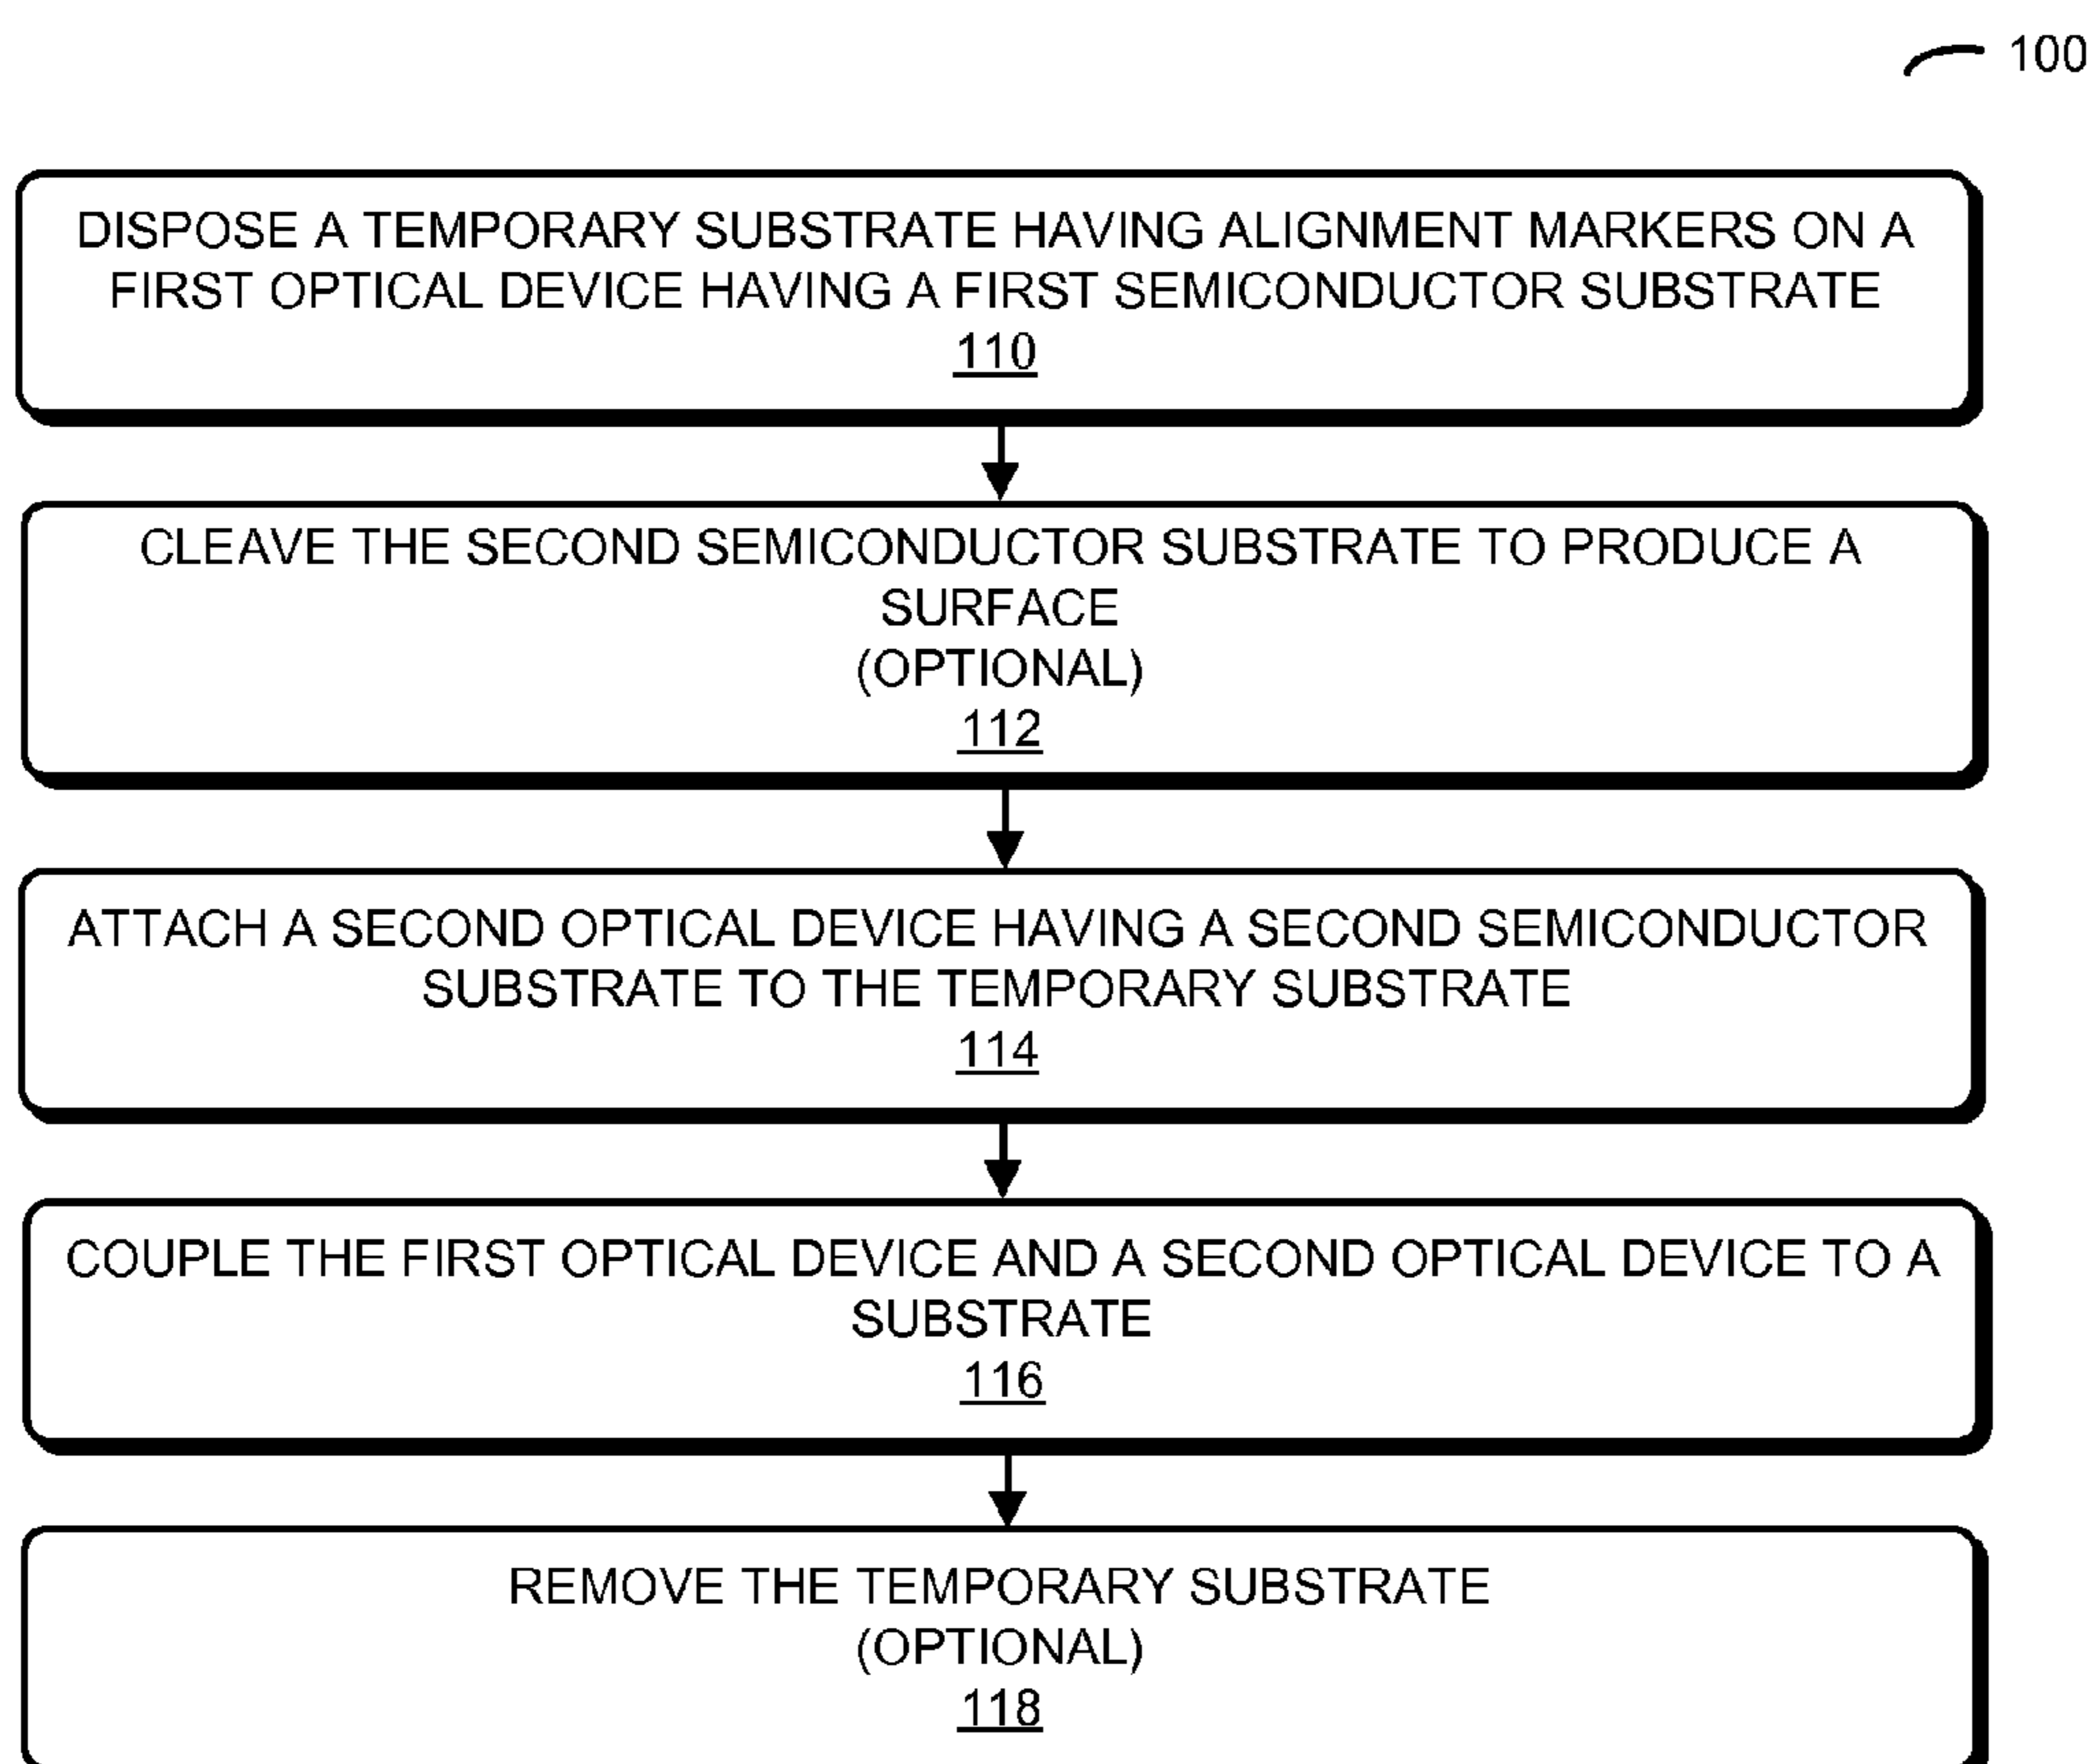 100
DISPOSE A TEMPORARY SUBSTRATE HAVING ALIGNMENT MARKERS ON A
FIRST OPTICAL DEVICE HAVING A FIRST SEMICONDUCTOR SUBSTRATE
110
CLEAVE THE SECOND SEMICONDUCTOR SUBSTRATE TO PRODUCE A
SURFACE
(OPTIONAL)
112
ATTACH A SECOND OPTICAL DEVICE HAVING A SECOND SEMICONDUCTOR
SUBSTRATE TO THE TEMPORARY SUBSTRATE
114
COUPLE THE FIRST OPTICAL DEVICE AND A SECOND OPTICAL DEVICE TO A
SUBSTRATE
116
REMOVE THE TEMPORARY SUBSTRATE
(OPTIONAL)
118